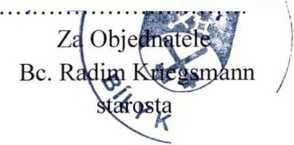 ........................................
Za Objednatele
Bc. Radim Kriegsmann
starosta